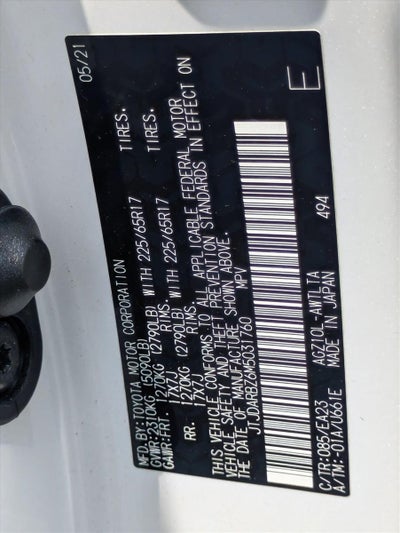 MFD.BY:TOYOTA MOTOR CORPORATION 05/21
GVWR:2310KG (5090LB)
GAWR:FRT. 1270KG (2790LB) WITH 225/65R17 TIRES.
17X7J RIMS.
RR. 1270KG (2790LB) WITH 225/65R17 TIRES.
17X7J RIMS.
THIS VEHICLE CONFORMS TO ALL APPLICABLE FEDERAL MOTOR
VEHICLE SAFETY AND THEFT PREVENTION STANDARDS IN EFFECT ON
THE DATE OF MANUFACTURE SHOWN ABOVE.
MPV
C/TR:085/EA23 AGZ10L-AWTLTA 494
A/TM:-01A/U661E MADE IN JAPAN
E